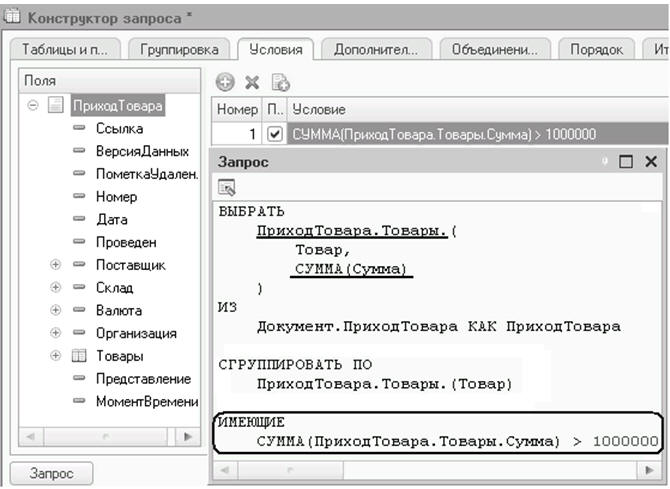 Конструктор запроса *
Таблицы и п... Группировка Условия Дополнител... Объединени... Порядок Ит
Поля
ПриходТовара
Ссылка
ВерсияДанных
ПометкаУдален.
Номер
Дата
Проведен
Поставщик
Склад
Валюта
Организация
Товары
Представление
МоментВремени
Номер П.. Условие
1 СУММА(ПриходТовара.Товары.Сумма) > 1000000
Запрос
ВЫБРАТЬ
ПриходТовара.Товары.(
Товар,
СУММА(Сумма)
)
ИЗ
Документ.ПриходТовара КАК ПриходТовара
СГРУППИРОВАТЬ ПО
ПриходТовара.Товары.(Товар)
ИМЕЮЩИЕ
СУММА(ПриходТовара.Товары.Сумма) > 1000000
Запрос